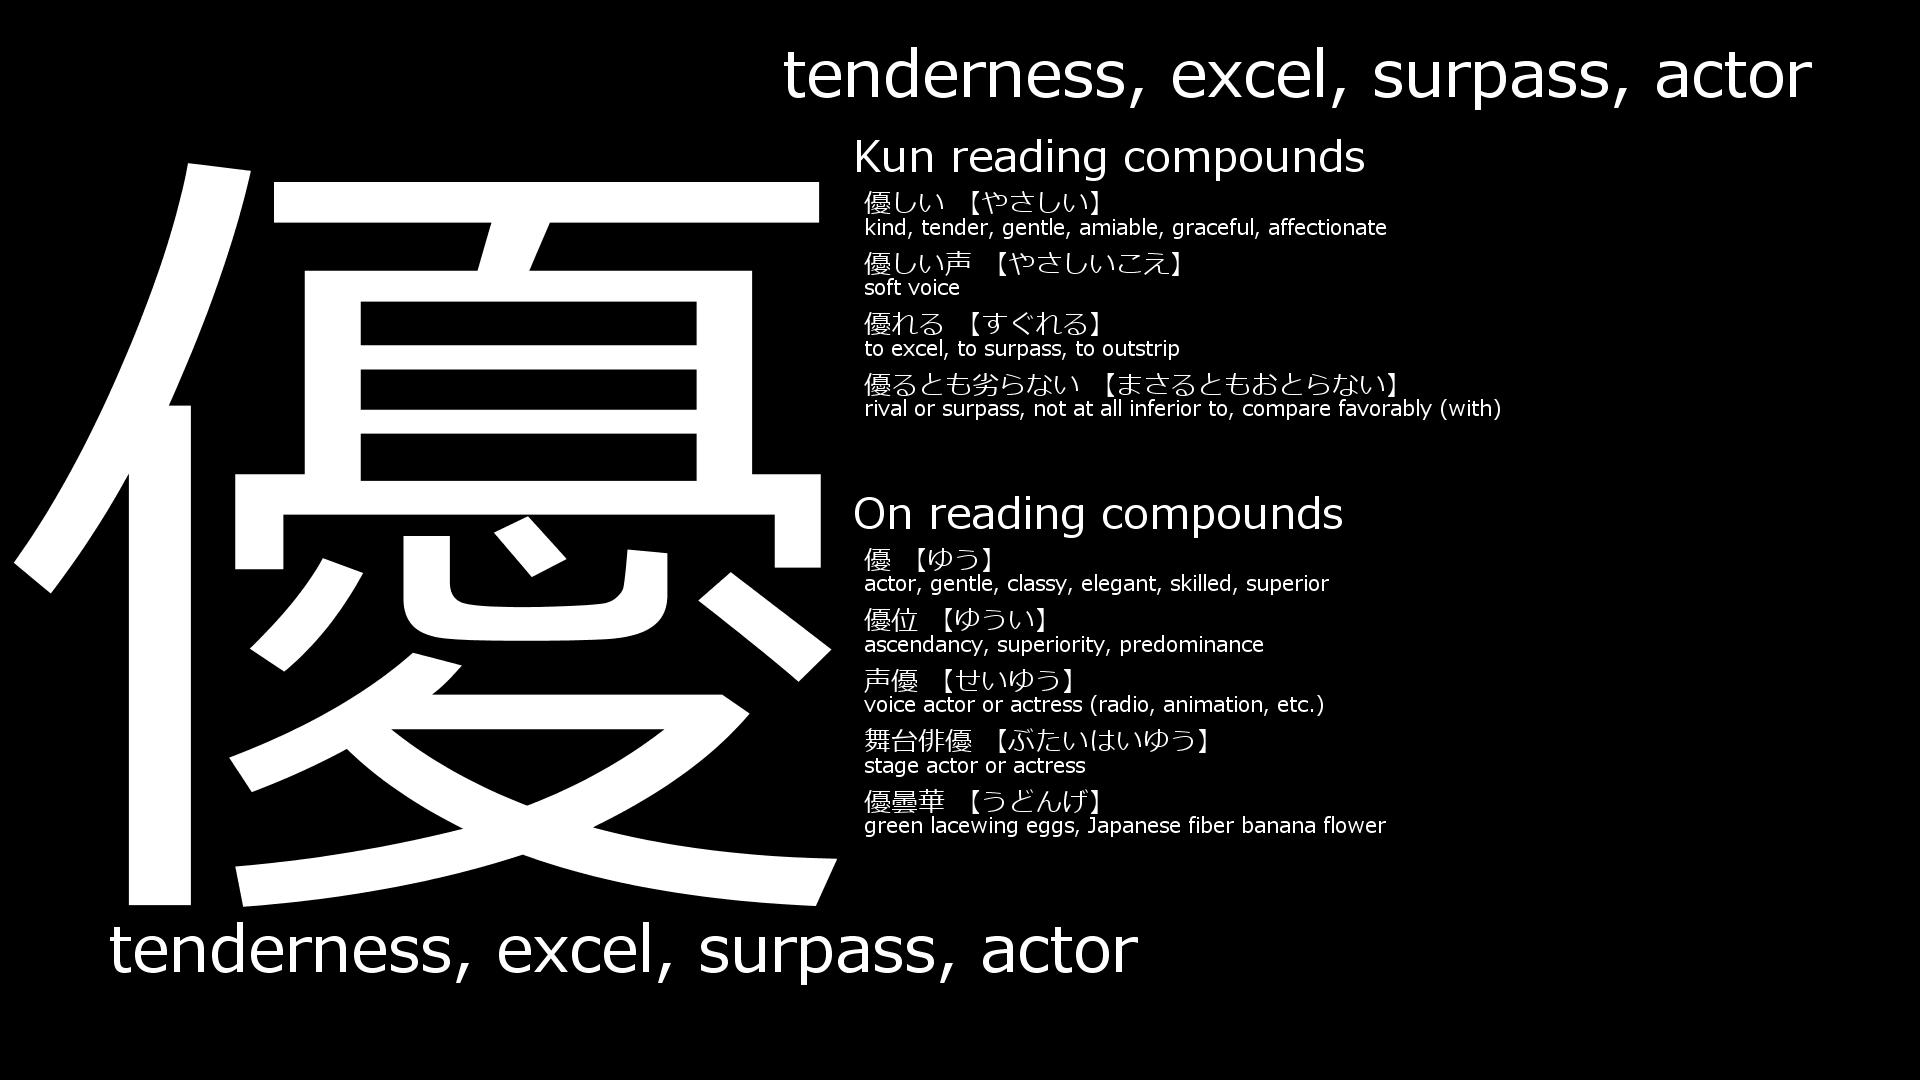 tenderness, excel, surpass, actor
優
Kun reading compounds
優しい 【やさしい】
kind, tender, gentle, amiable, graceful, affectionate
優しい声 【やさしいこえ】
soft voice
優れる 【すぐれる】
to excel, to surpass, to outstrip
優るとも劣らない 【まさるともおとらない】
rival or surpass, not at all inferior to, compare favorably (with)
On reading compounds
優 【ゆう】
actor, gentle, classy, elegant, skilled, superior
優位 【ゆうい】
ascendancy, superiority, predominance
声優 【せいゆう】
voice actor or actress (radio, animation, etc.)
舞台俳優 【ぶたいはいゆう】
stage actor or actress
優曇華 【うどんげ】
green lacewing eggs, Japanese fiber banana flower
tenderness, excel, surpass, actor